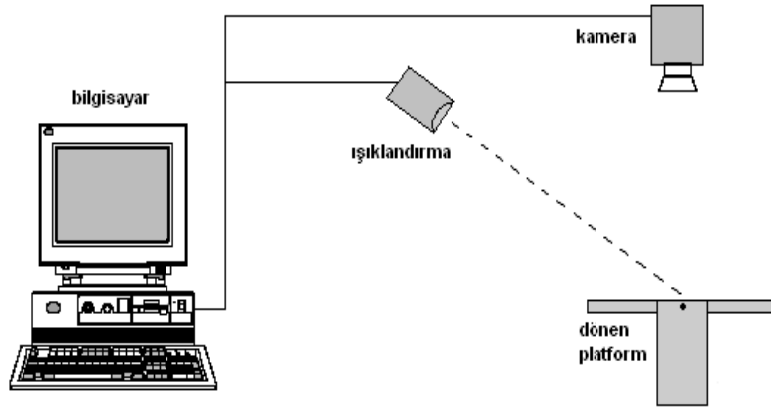 kamera
bilgisayar
ışıklandırma
dönen
platform